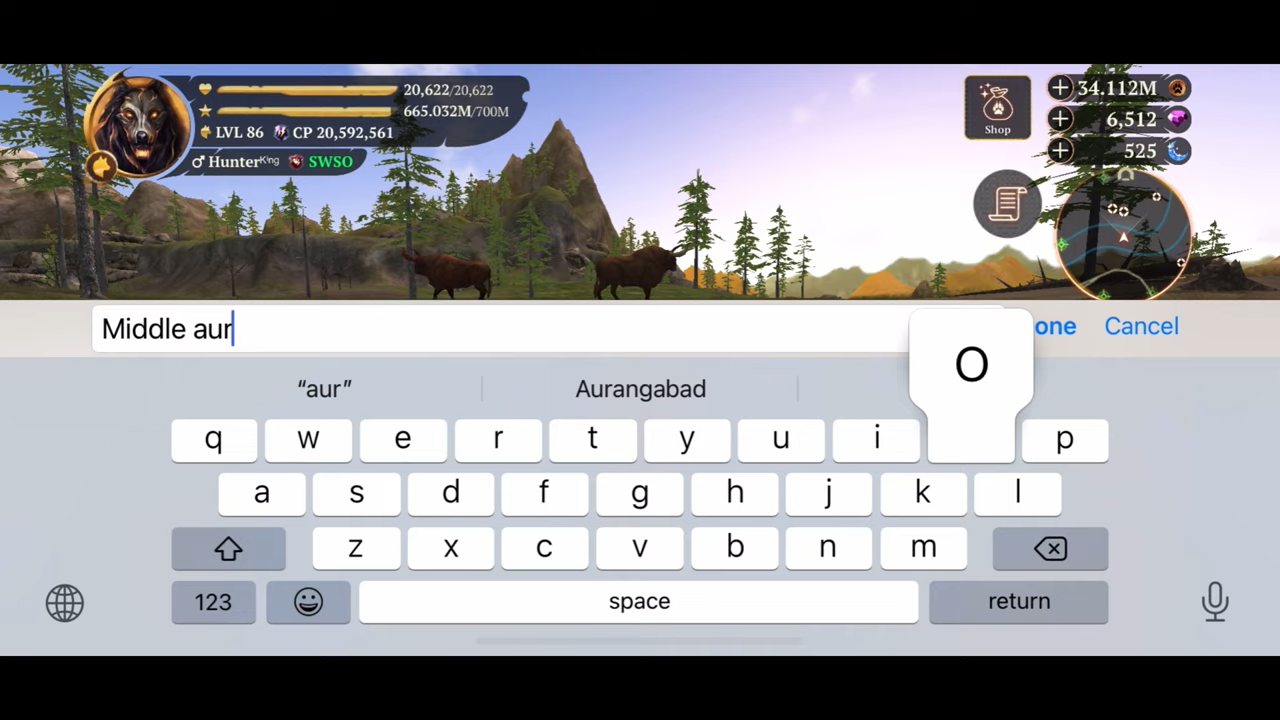 20,622/20,622
665.032M/700M
LVL 86 CP 20,592,561
♂ Hunterᴷⁱⁿᵍ SWSO
Shop
34.112M
6,512
525
Middle aur
one Cancel
“aur” Aurangabad
O
q w e r t y u i p
a s d f g h j k l
z x c v b n m
123 space return